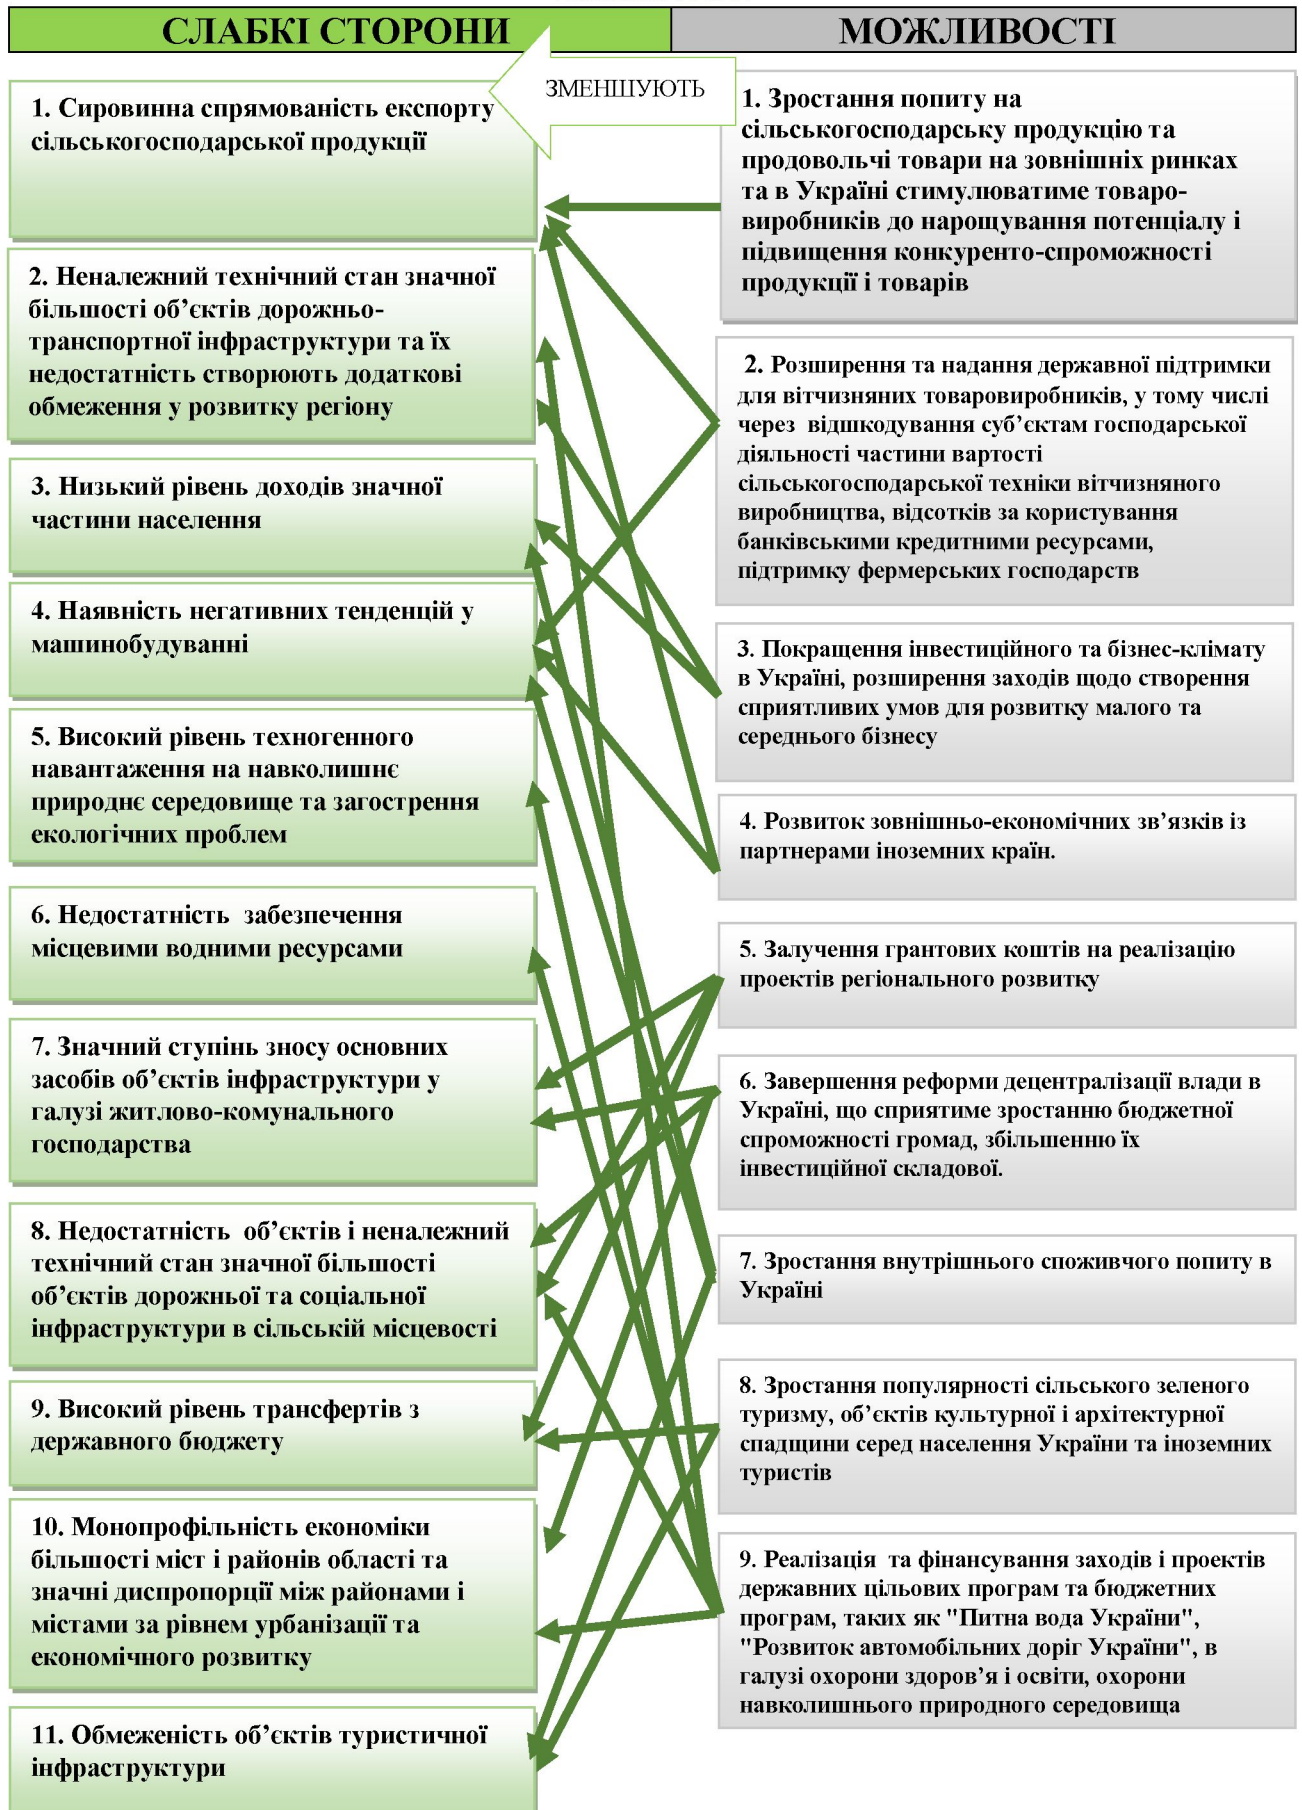 СЛАБКІ СТОРОНИ
МОЖЛИВОСТІ
ЗМЕНШУЮТЬ
1. Сировинна спрямованість експорту
сільськогосподарської продукції
2. Неналежний технічний стан значної
більшості об’єктів дорожньо-
транспортної інфраструктури та їх
недостатність створюють додаткові
обмеження у розвитку регіону
3. Низький рівень доходів значної
частини населення
4. Наявність негативних тенденцій у
машинобудуванні
5. Високий рівень техногенного
навантаження на навколишнє
природнє середовище та загострення
екологічних проблем
6. Недостатність забезпечення
місцевими водними ресурсами
7. Значний ступінь зносу основних
засобів об’єктів інфраструктури у
галузі житлово-комунального
господарства
8. Недостатність об’єктів і неналежний
технічний стан значної більшості
об’єктів дорожньої та соціальної
інфраструктури в сільській місцевості
9. Високий рівень трансфертів з
державного бюджету
10. Монопрофільність економіки
більшості міст і районів області та
значні диспропорції між районами і
містами за рівнем урбанізації та
економічного розвитку
11. Обмеженість об’єктів туристичної
інфраструктури
1. Зростання попиту на
сільськогосподарську продукцію та
продовольчі товари на зовнішніх ринках
та в Україні стимулюватиме товаро-
виробників до нарощування потенціалу і
підвищення конкуренто-спроможності
продукції і товарів
2. Розширення та надання державної підтримки
для вітчизняних товаровиробників, у тому числі
через відшкодування суб’єктам господарської
діяльності частини вартості
сільськогосподарської техніки вітчизняного
виробництва, відсотків за користування
банківськими кредитними ресурсами,
підтримку фермерських господарств
3. Покращення інвестиційного та бізнес-клімату
в Україні, розширення заходів щодо створення
сприятливих умов для розвитку малого та
середнього бізнесу
4. Розвиток зовнішньо-економічних зв’язків із
партнерами іноземних країн.
5. Залучення грантових коштів на реалізацію
проектів регіонального розвитку
6. Завершення реформи децентралізації влади в
Україні, що сприятиме зростанню бюджетної
спроможності громад, збільшенню їх
інвестиційної складової.
7. Зростання внутрішнього споживчого попиту в
Україні
8. Зростання популярності сільського зеленого
туризму, об’єктів культурної і архітектурної
спадщини серед населення України та іноземних
туристів
9. Реалізація та фінансування заходів і проектів
державних цільових програм та бюджетних
програм, таких як "Питна вода України",
"Розвиток автомобільних доріг України", в
галузі охорони здоров’я і освіти, охорони
навколишнього природного середовища